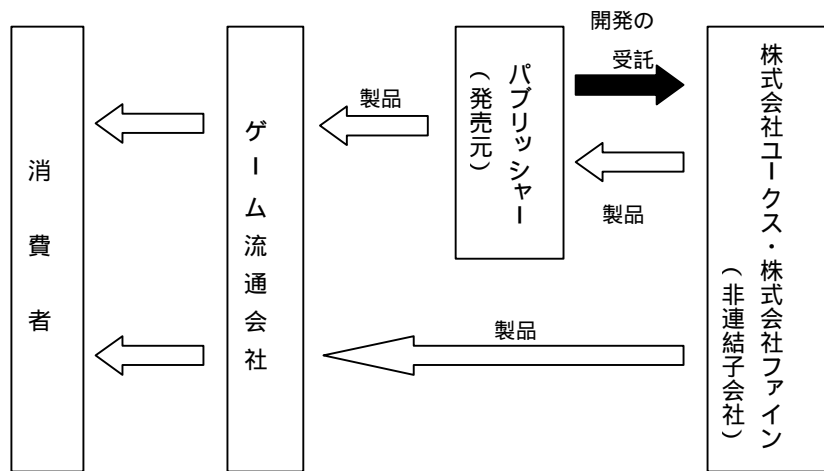 開発の
受託
株式会社ユークス・株式会社ファイン
(非連結子会社)
パブリッシャー
(発売元)
製品
製品
ゲーム流通会社
消費者
製品